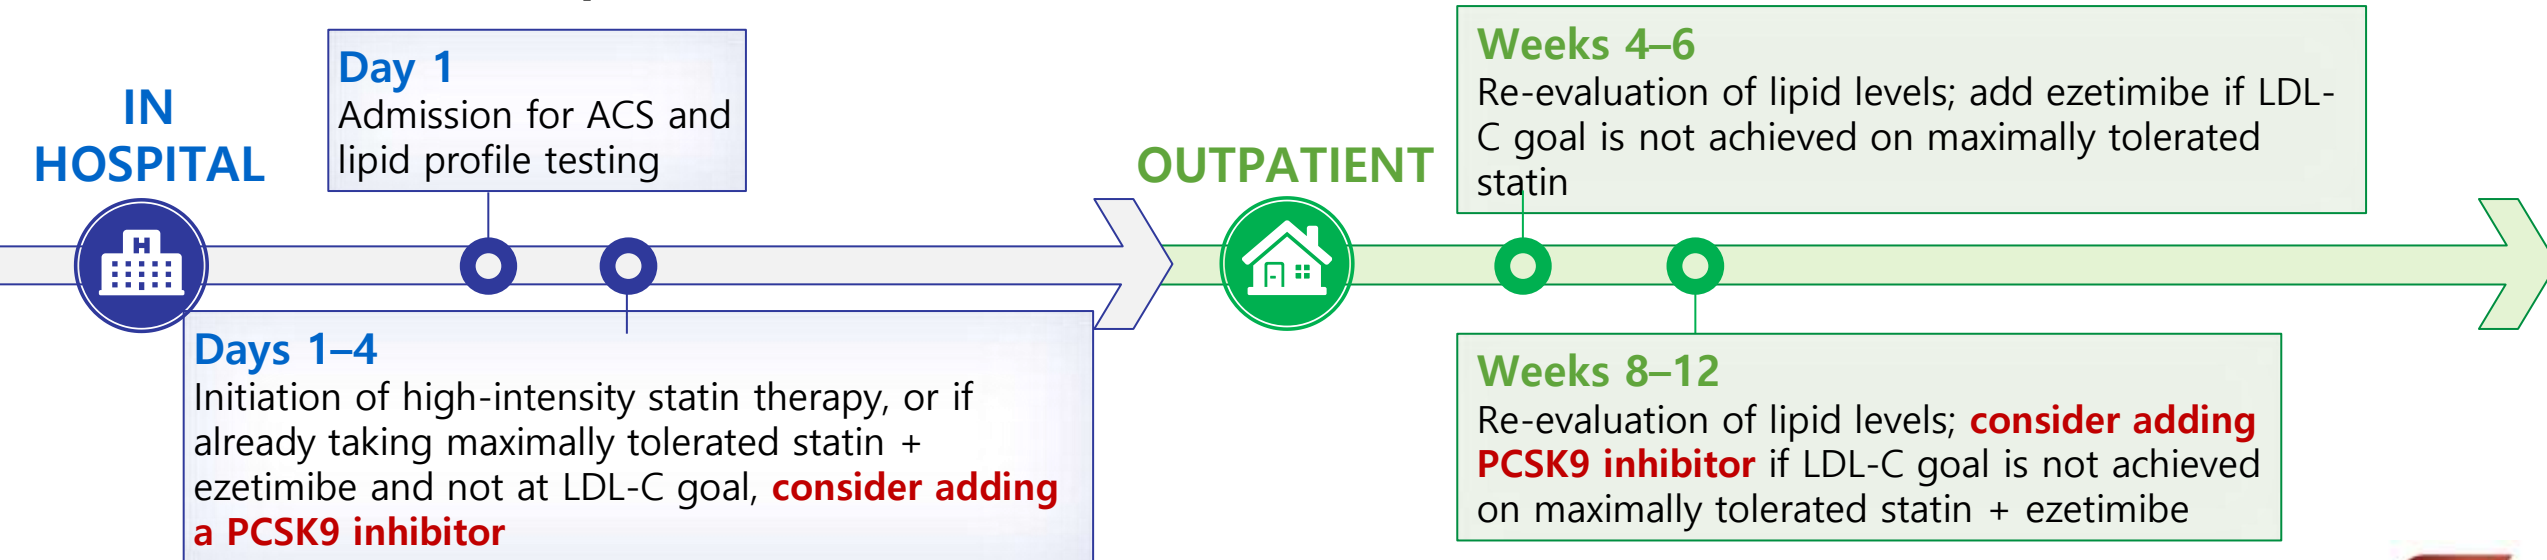 IN
HOSPITAL
Day 1
Admission for ACS and
lipid profile testing
H
Days 1–4
Initiation of high-intensity statin therapy, or if
already taking maximally tolerated statin +
ezetimibe and not at LDL-C goal, consider adding
a PCSK9 inhibitor
OUTPATIENT
Weeks 4–6
Re-evaluation of lipid levels; add ezetimibe if LDL-
C goal is not achieved on maximally tolerated
statin
Weeks 8–12
Re-evaluation of lipid levels; consider adding
PCSK9 inhibitor if LDL-C goal is not achieved
on maximally tolerated statin + ezetimibe